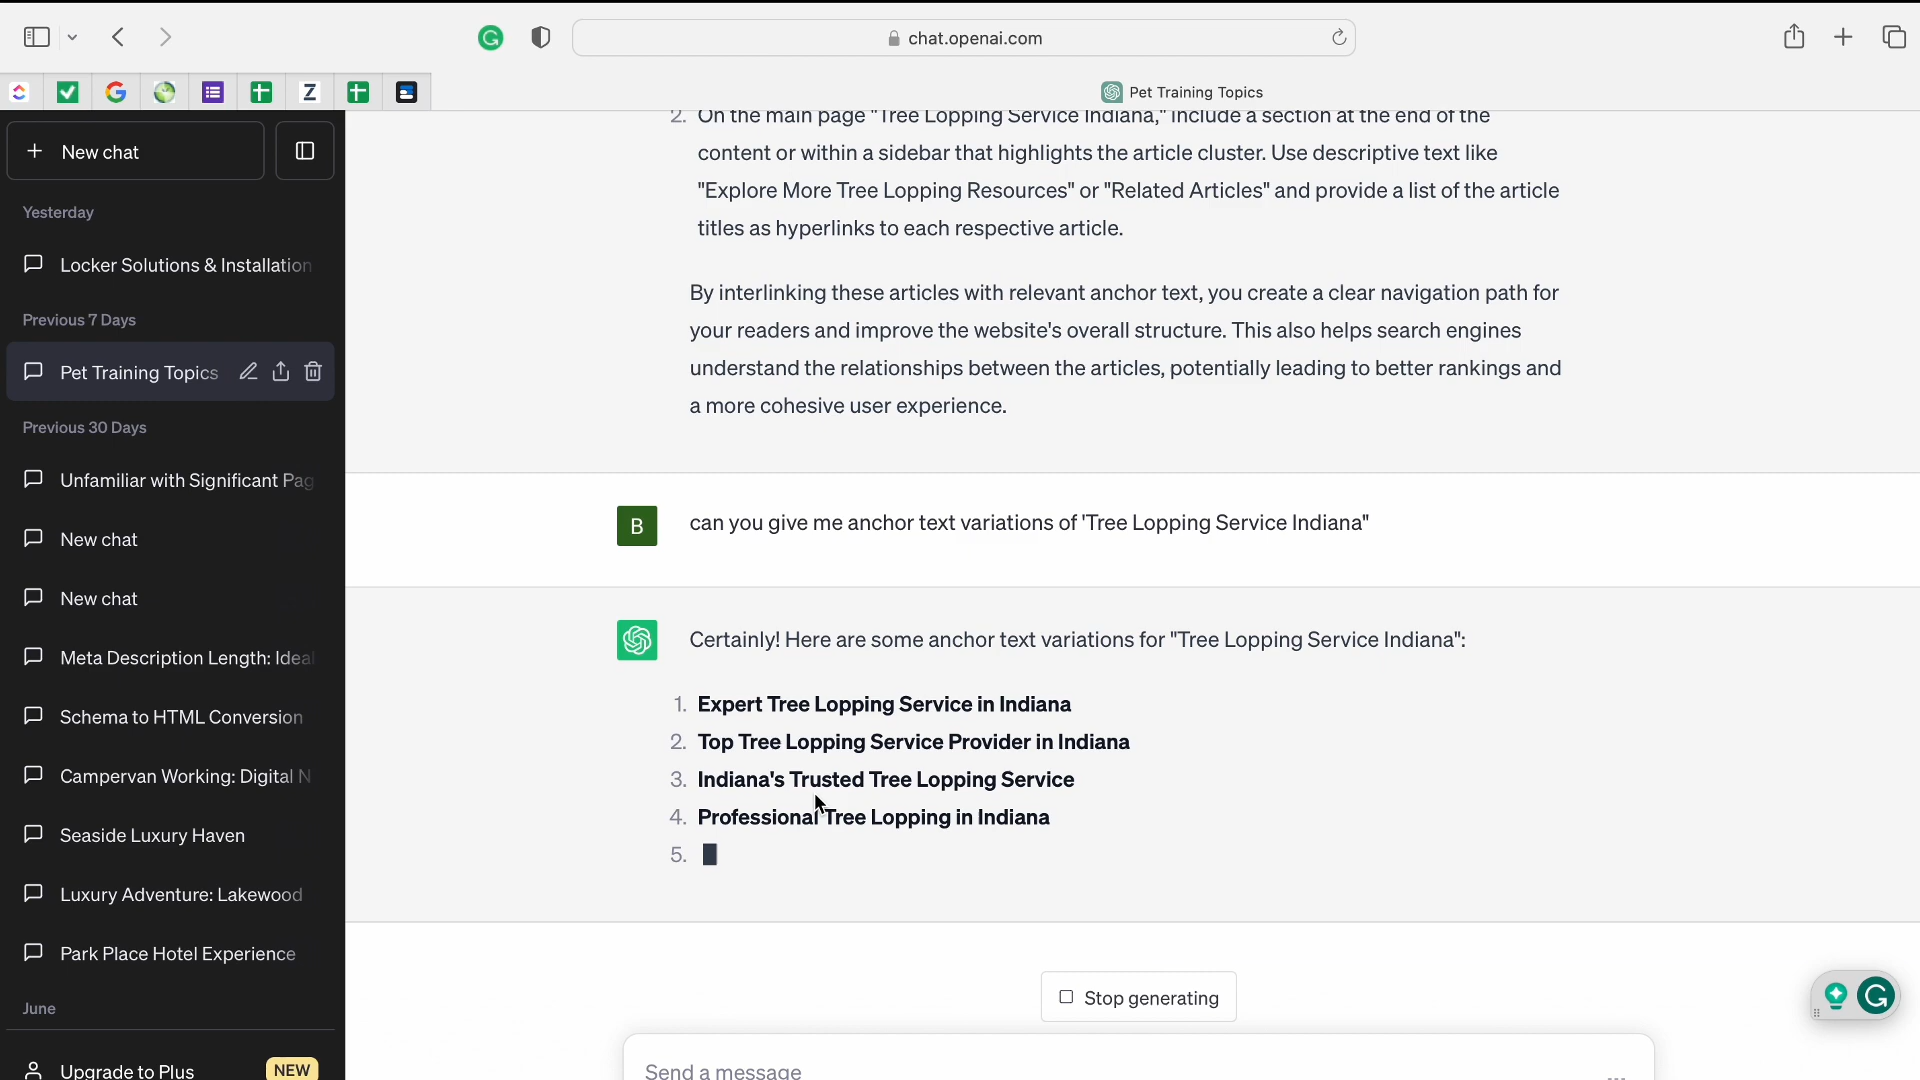 chat.openai.com
Pet Training Topics
New chat
Yesterday
Locker Solutions & Installation
Previous 7 Days
Pet Training Topics
Previous 30 Days
Unfamiliar with Significant Pag
New chat
New chat
Meta Description Length: Ideal
Schema to HTML Conversion
Campervan Working: Digital N
Seaside Luxury Haven
Luxury Adventure: Lakewood
Park Place Hotel Experience
June
Upgrade to Plus NEW
2. On the main page "Tree Lopping Service Indiana," include a section at the end of the
content or within a sidebar that highlights the article cluster. Use descriptive text like
"Explore More Tree Lopping Resources" or "Related Articles" and provide a list of the article
titles as hyperlinks to each respective article.
By interlinking these articles with relevant anchor text, you create a clear navigation path for
your readers and improve the website's overall structure. This also helps search engines
understand the relationships between the articles, potentially leading to better rankings and
a more cohesive user experience.
B can you give me anchor text variations of 'Tree Lopping Service Indiana"
Certainly! Here are some anchor text variations for "Tree Lopping Service Indiana":
1. Expert Tree Lopping Service in Indiana
2. Top Tree Lopping Service Provider in Indiana
3. Indiana's Trusted Tree Lopping Service
4. Professional Tree Lopping in Indiana
5.
Stop generating
Send a message